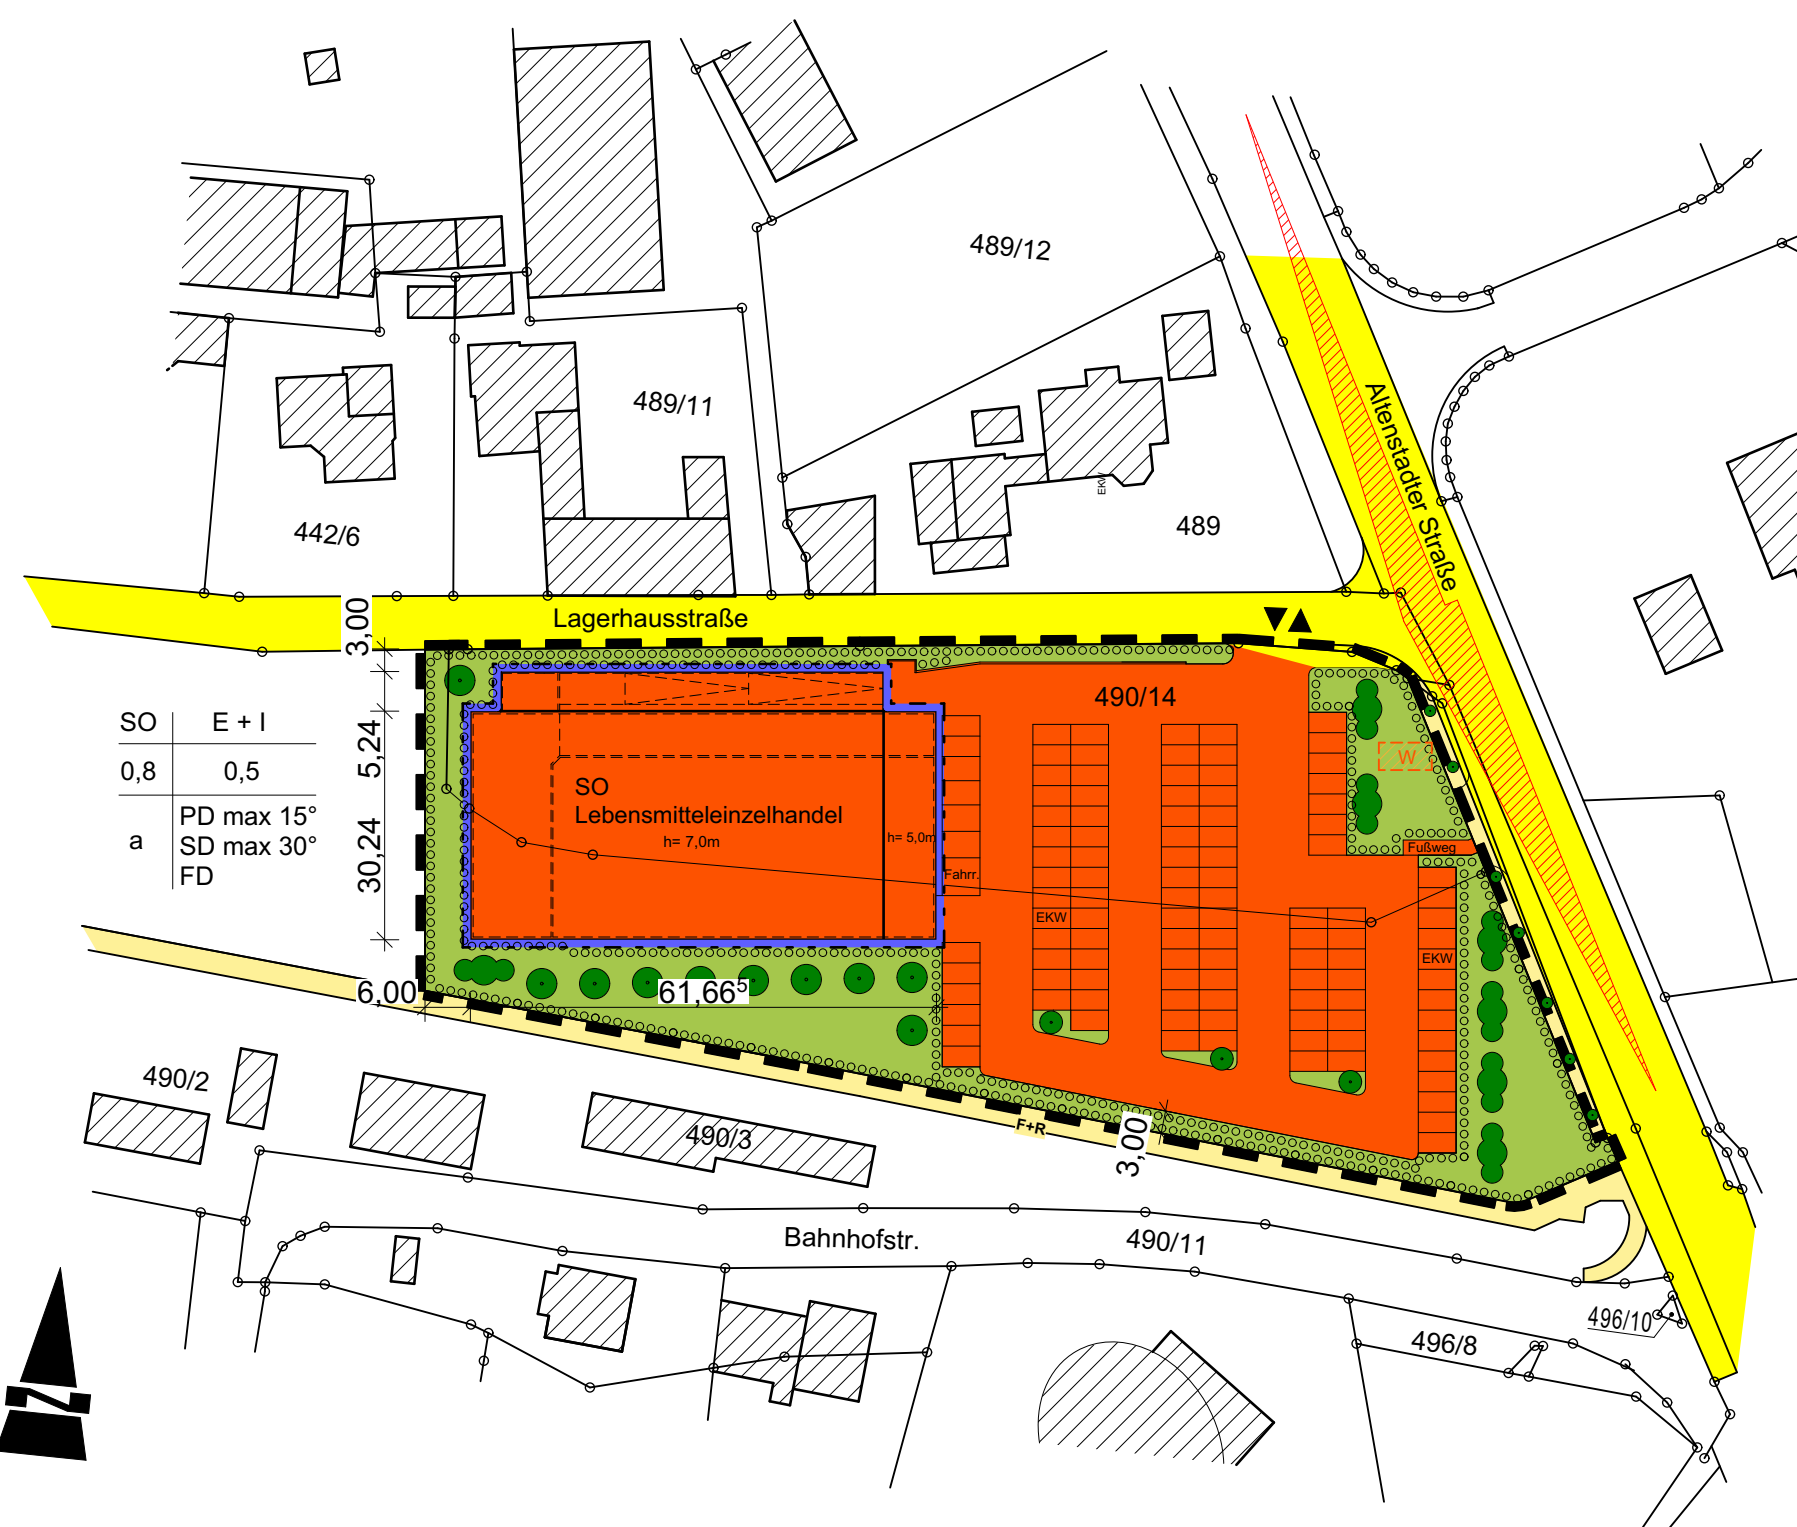 489/12
489/11
Altenstadter Straße
EKW
442/6
489
Lagerhausstraße
3,00
490/14
SO E + I
0,8 0,5
a PD max 15°
SD max 30°
FD
5,24
30,24
SO
Lebensmitteleinzelhandel
h= 7,0m
h= 5,0m
W
Fußweg
Fahrr.
EKW
EKW
6,00
61,66⁵
490/2
490/3
F+R
3,00
Bahnhofstr.
490/11
496/10
496/8
N